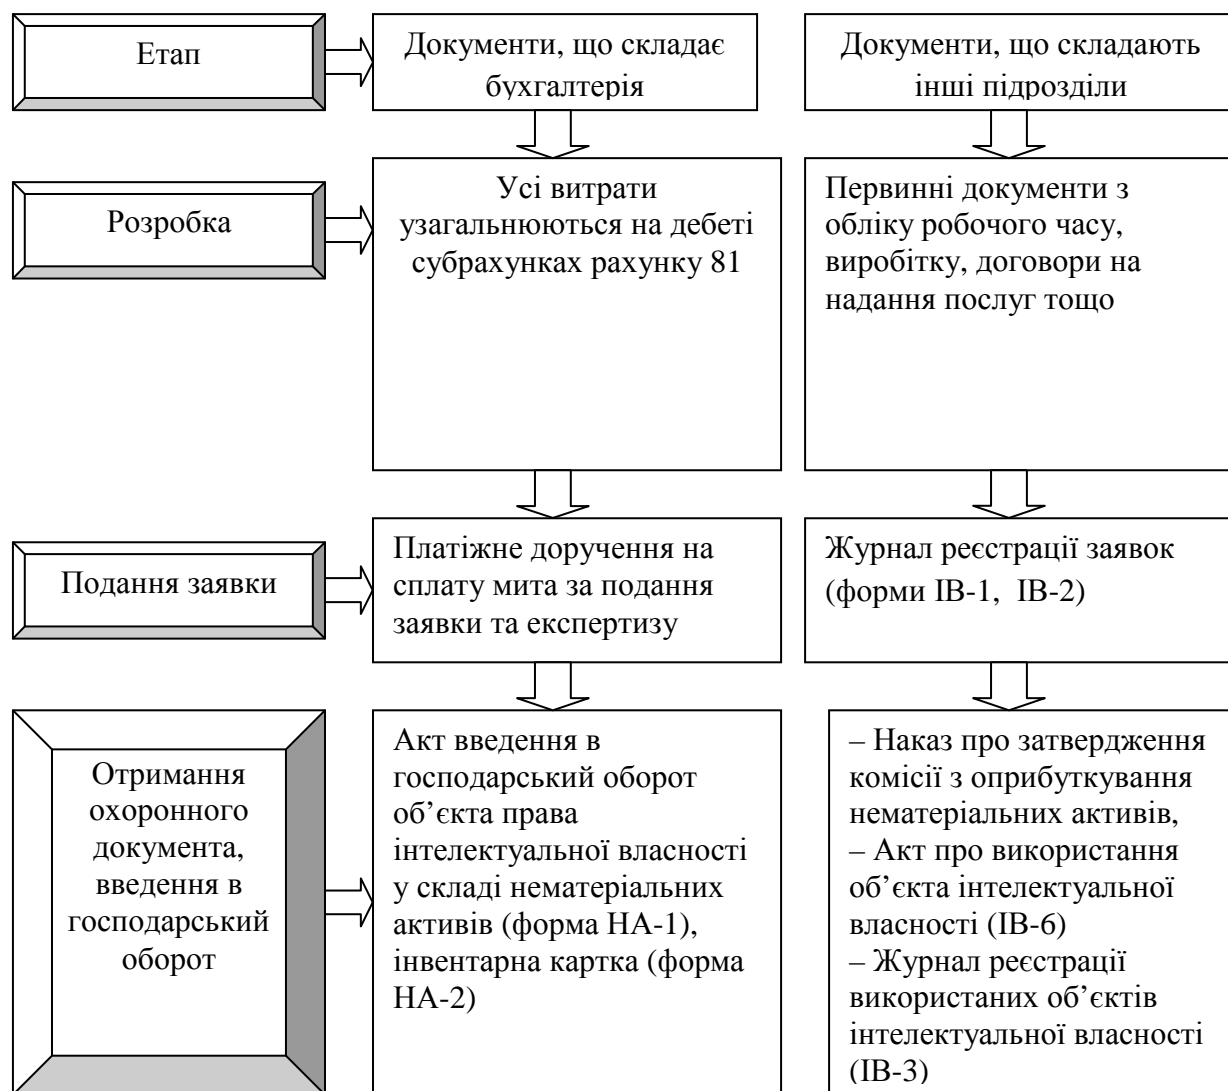 Етап
Документи, що складає
бухгалтерія
Документи, що складають
інші підрозділи
Розробка
Усі витрати
узагальнюються на дебеті
субрахунках рахунку 81
Первинні документи з
обліку робочого часу,
виробітку, договори на
надання послуг тощо
Подання заявки
Платіжне доручення на
сплату мита за подання
заявки та експертизу
Журнал реєстрації заявок
(форми ІВ-1, ІВ-2)
Отримання
охоронного
документа,
введення в
господарський
оборот
Акт введення в
господарський оборот
об’єкта права
інтелектуальної власності
у складі нематеріальних
активів (форма НА-1),
інвентарна картка (форма
НА-2)
– Наказ про затвердження
комісії з оприбуткування
нематеріальних активів,
– Акт про використання
об’єкта інтелектуальної
власності (ІВ-6)
– Журнал реєстрації
використаних об’єктів
інтелектуальної власності
(ІВ-3)